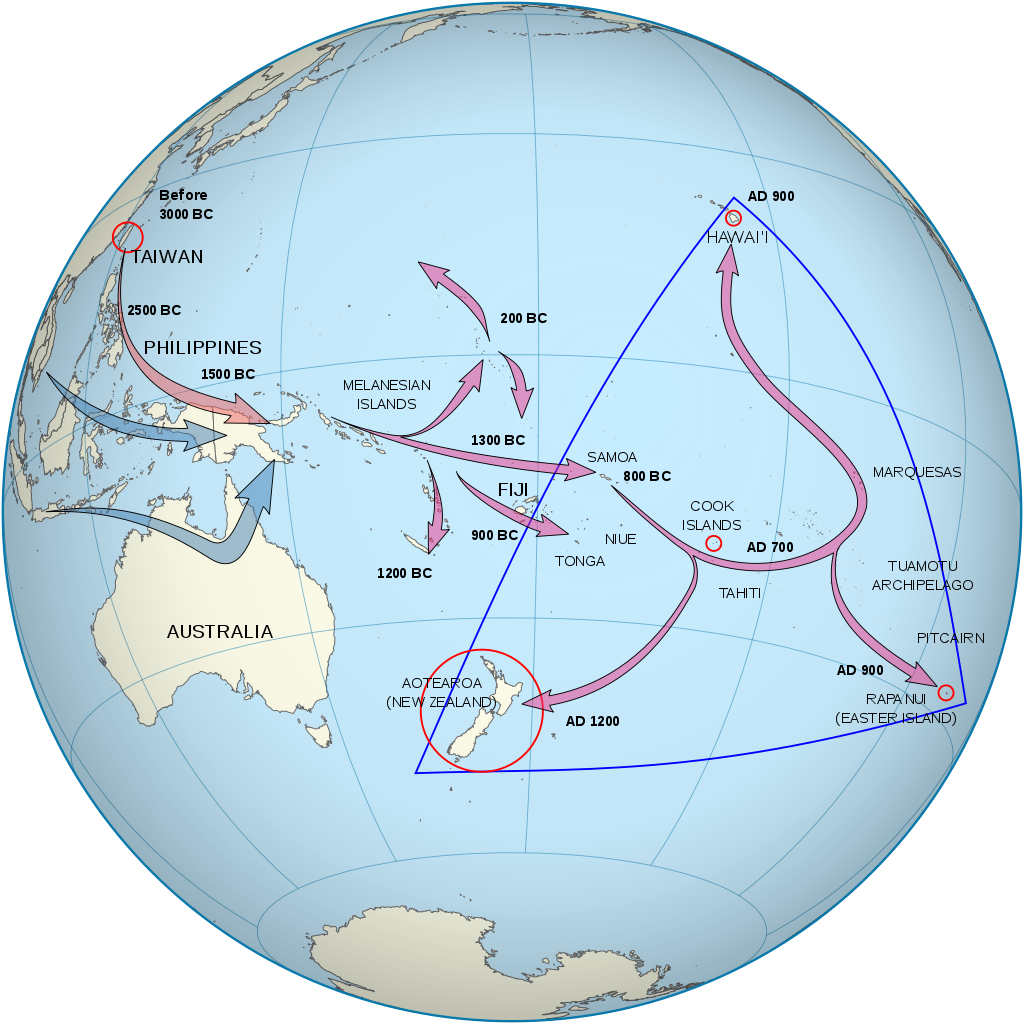 Before
3000 BC
AD 900
HAWAI'I
TAIWAN
2500 BC
200 BC
PHILIPPINES
1500 BC
MELANESIAN
ISLANDS
1300 BC
SAMOA
800 BC
MARQUESAS
FIJI
COOK
ISLANDS
900 BC
NIUE
AD 700
TONGA
1200 BC
TUAMOTU
ARCHIPELAGO
TAHITI
AUSTRALIA
PITCAIRN
AD 900
AOTEAROA
(NEW ZEALAND)
RAPA NUI
(EASTER ISLAND)
AD 1200